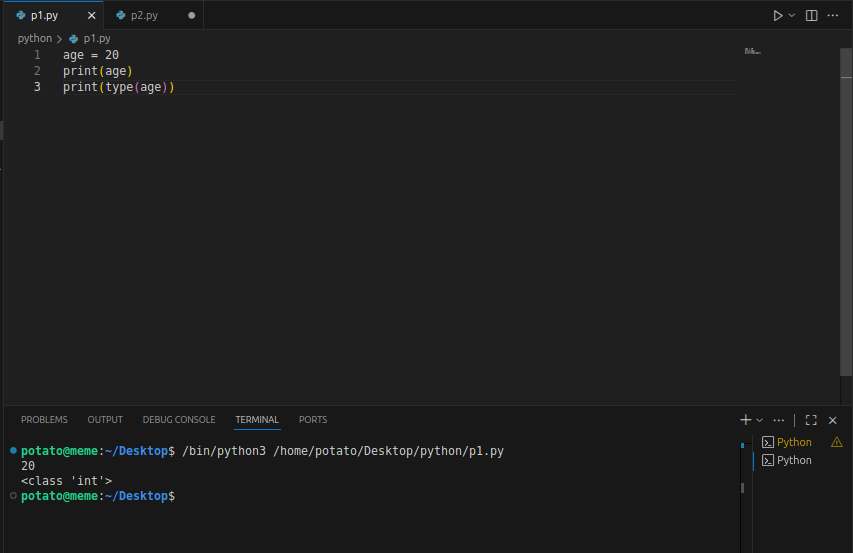 p1.py
p2.py
python > p1.py
1 age = 20
2 print(age)
3 print(type(age))
PROBLEMS OUTPUT DEBUG CONSOLE TERMINAL PORTS
potato@meme:~/Desktop$ /bin/python3 /home/potato/Desktop/python/p1.py
20
<class 'int'>
potato@meme:~/Desktop$
Python
Python